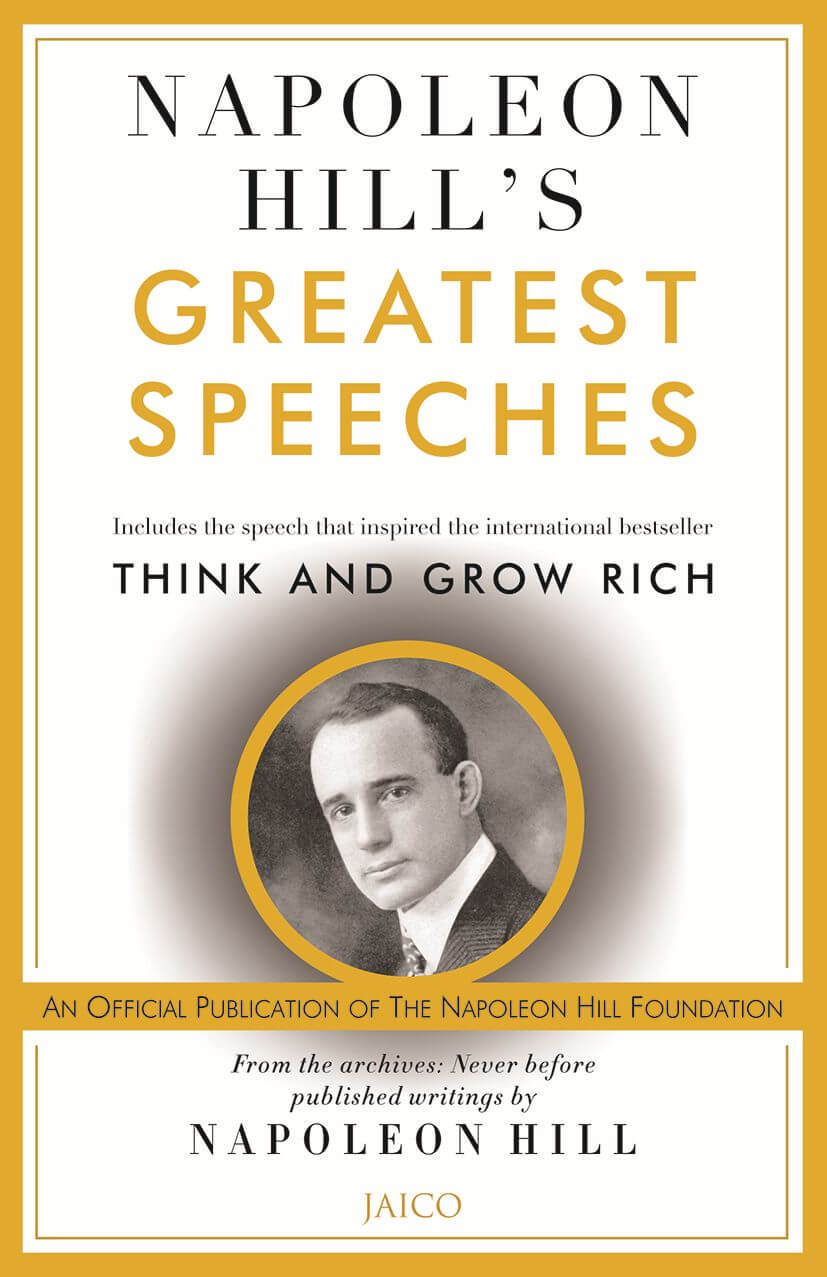 NAPOLEON
HILL'S
GREATEST
SPEECHES
Includes the speech that inspired the international bestseller
THINK AND GROW RICH
AN OFFICIAL PUBLICATION OF THE NAPOLEON HILL FOUNDATION
From the archives: Never before
published writings by
NAPOLEON HILL
JAICO